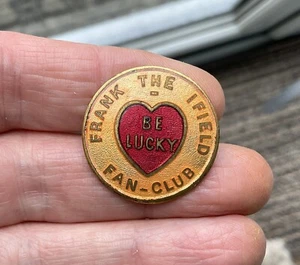 THE FRANK IFIELD
BE
LUCKY
FAN-CLUB